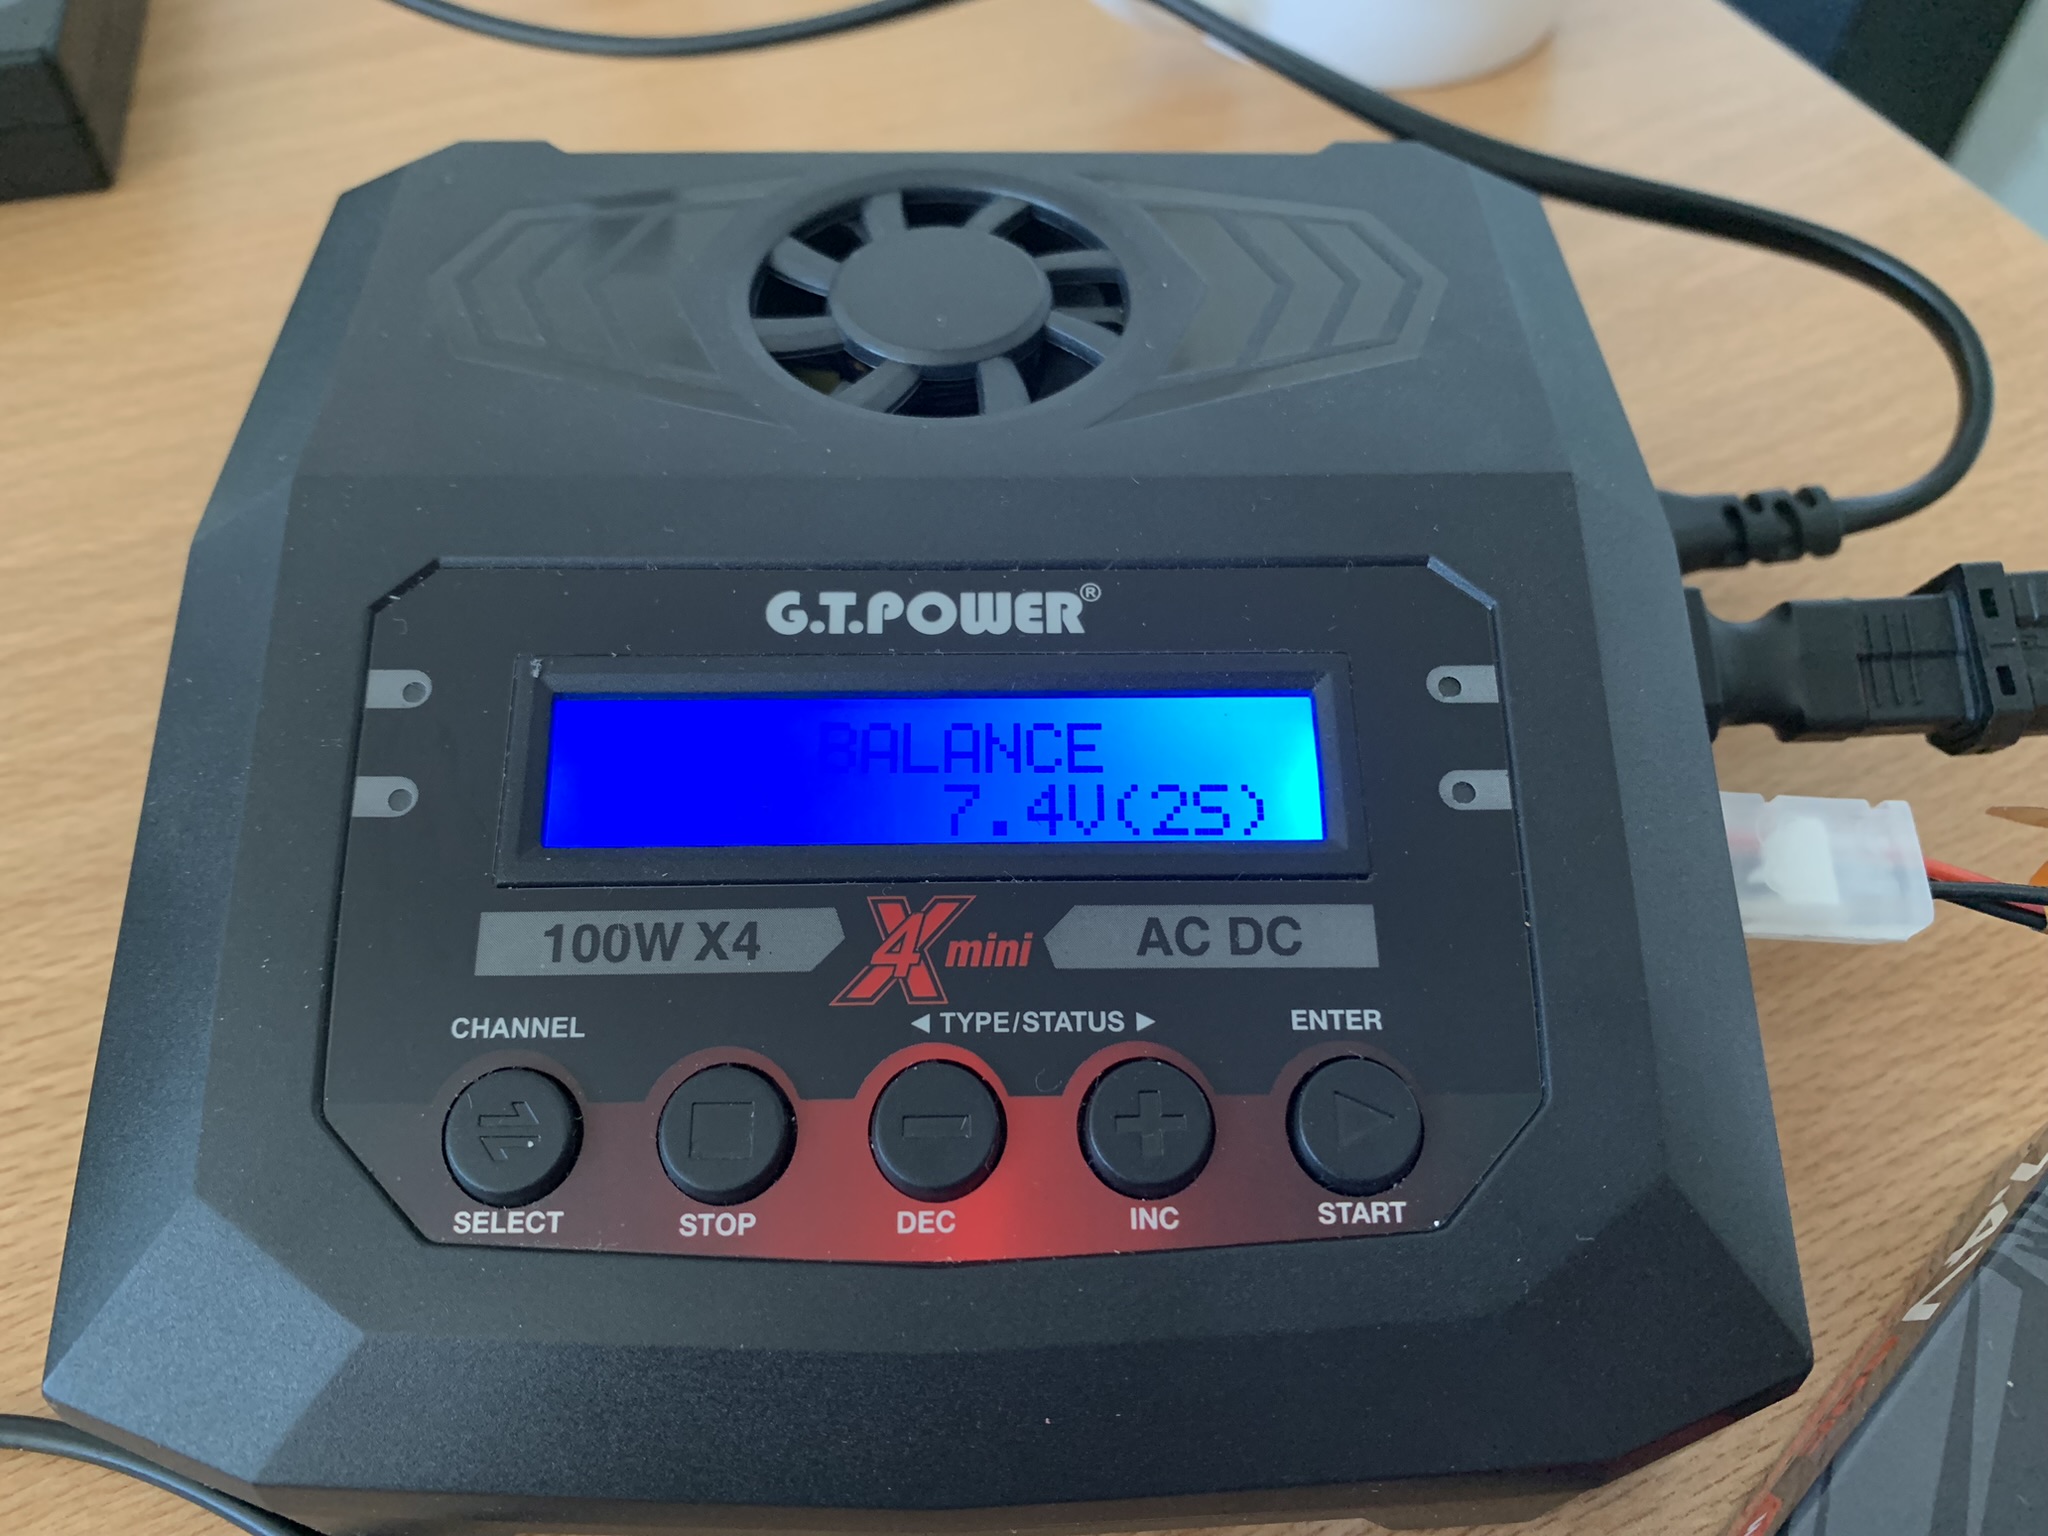 G.T.POWER®
BALANCE
7.4V(2S)
100W X4
X4 mini
AC DC
CHANNEL
◀ TYPE/STATUS ▶
ENTER
SELECT
STOP
DEC
INC
START